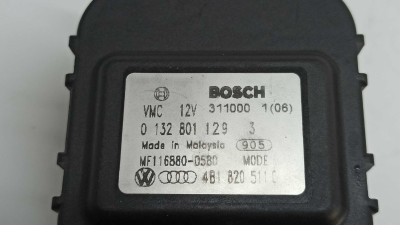 BOSCH
VMC 12V 311000 1(06)
0 132 801 129 3
Made in Malaysia 905
MF116880-0580 MODE
4B1 820 511 C